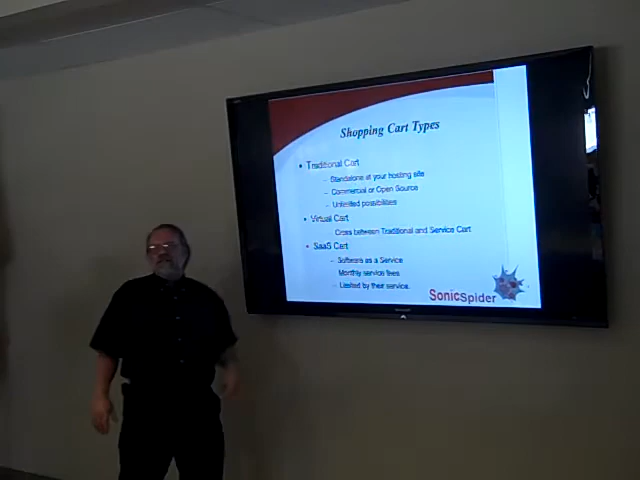 Shopping Cart Types
• Traditional Cart
– Standalone at your hosting site
– Commercial or Open Source
– Unlimited possibilities
• Virtual Cart
– Cross between Traditional and Service Cart
• SaaS Cart
– Software as a Service
Monthly service fees
– Limited by their service.
SonicSpider